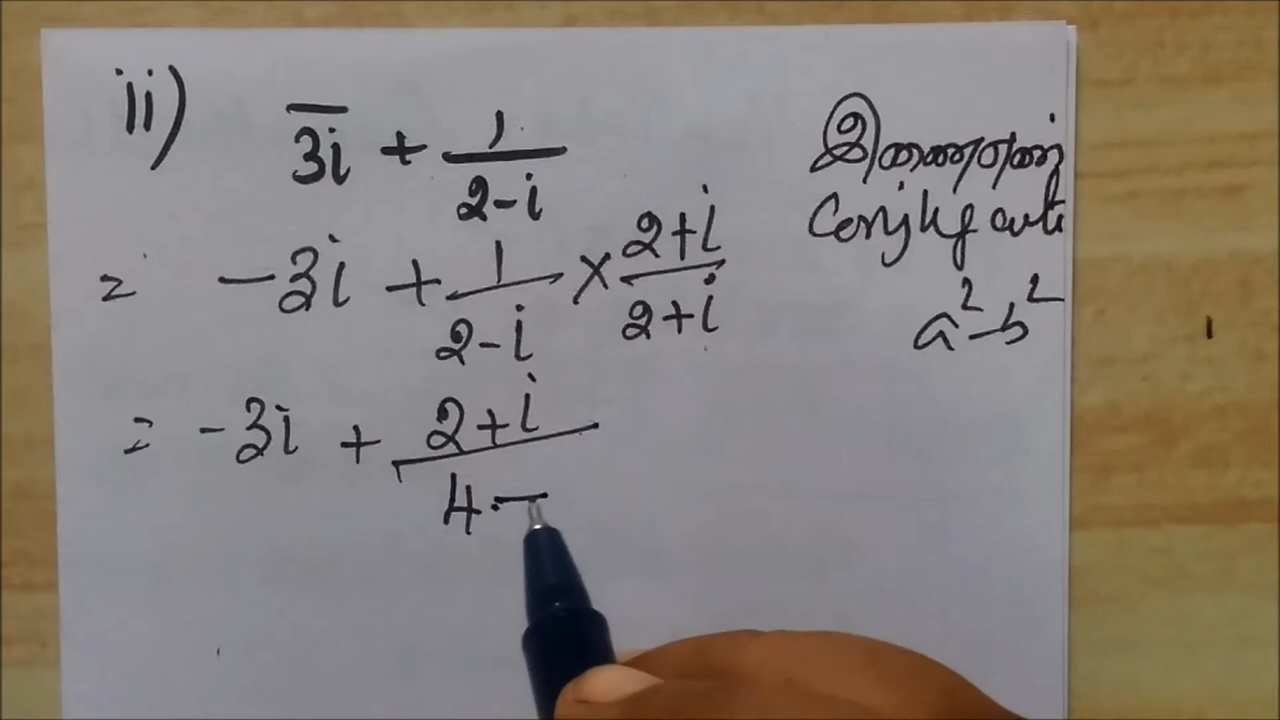 ii) $\overline{3i} + \frac{1}{2-i}$
= $-3i + \frac{1}{2-i} \times \frac{2+i}{2+i}$
= $-3i + \frac{2+i}{4-}$
இணைஎண்
Conjugate
$a^2-b^2$